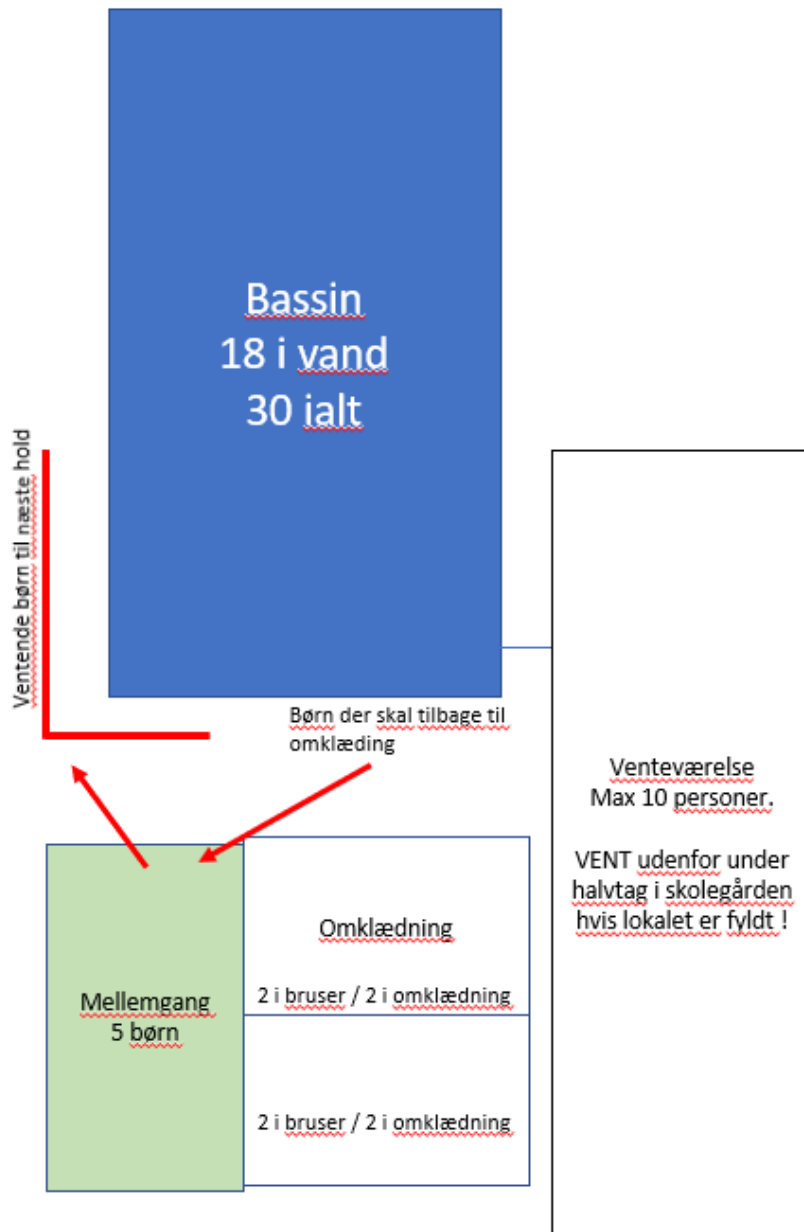 Bassin
18 i vand
30 ialt
Ventende børn til næste hold
Børn der skal tilbage til
omklæding
Venteværelse
Max 10 personer.
VENT udenfor under
halvtag i skolegården
hvis lokalet er fyldt !
Omklædning
2 i bruser / 2 i omklædning
Mellemgang
5 børn
2 i bruser / 2 i omklædning